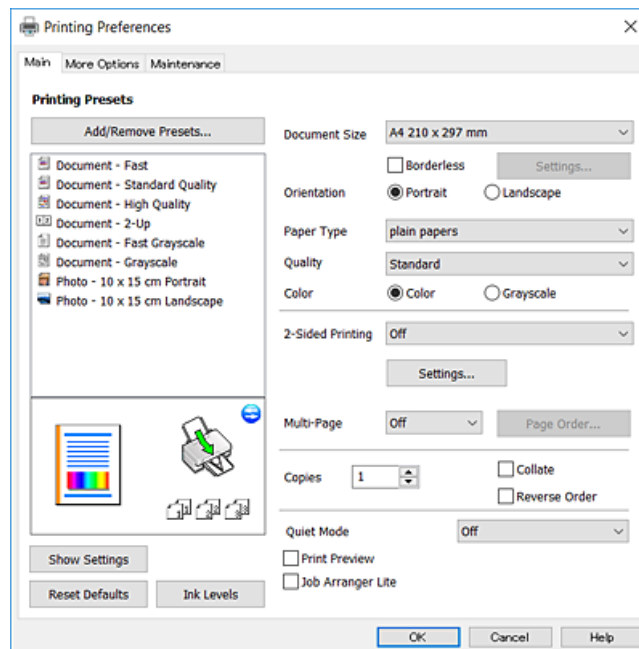 Printing Preferences
Main More Options Maintenance
Printing Presets
Add/Remove Presets...
Document - Fast
Document - Standard Quality
Document - High Quality
Document - 2-Up
Document - Fast Grayscale
Document - Grayscale
Photo - 10 x 15 cm Portrait
Photo - 10 x 15 cm Landscape
Show Settings
Reset Defaults Ink Levels
Document Size A4 210 x 297 mm
Borderless Settings...
Orientation Portrait Landscape
Paper Type plain papers
Quality Standard
Color Color Grayscale
2-Sided Printing Off
Settings...
Multi-Page Off Page Order...
Copies 1 Collate
Reverse Order
Quiet Mode Off
Print Preview
Job Arranger Lite
OK Cancel Help